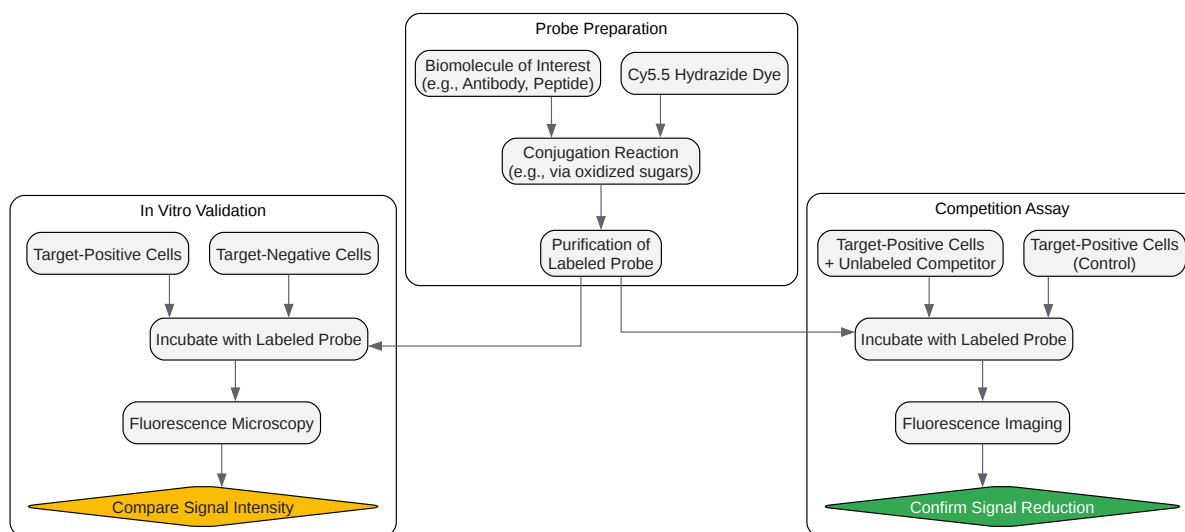 Probe Preparation
Biomolecule of Interest
(e.g., Antibody, Peptide)
Cy5.5 Hydrazide Dye
Conjugation Reaction
(e.g., via oxidized sugars)
Purification of
Labeled Probe
In Vitro Validation
Target-Positive Cells
Target-Negative Cells
Incubate with Labeled Probe
Fluorescence Microscopy
Compare Signal Intensity
Competition Assay
Target-Positive Cells
+ Unlabeled Competitor
Target-Positive Cells
(Control)
Incubate with Labeled Probe
Fluorescence Imaging
Confirm Signal Reduction